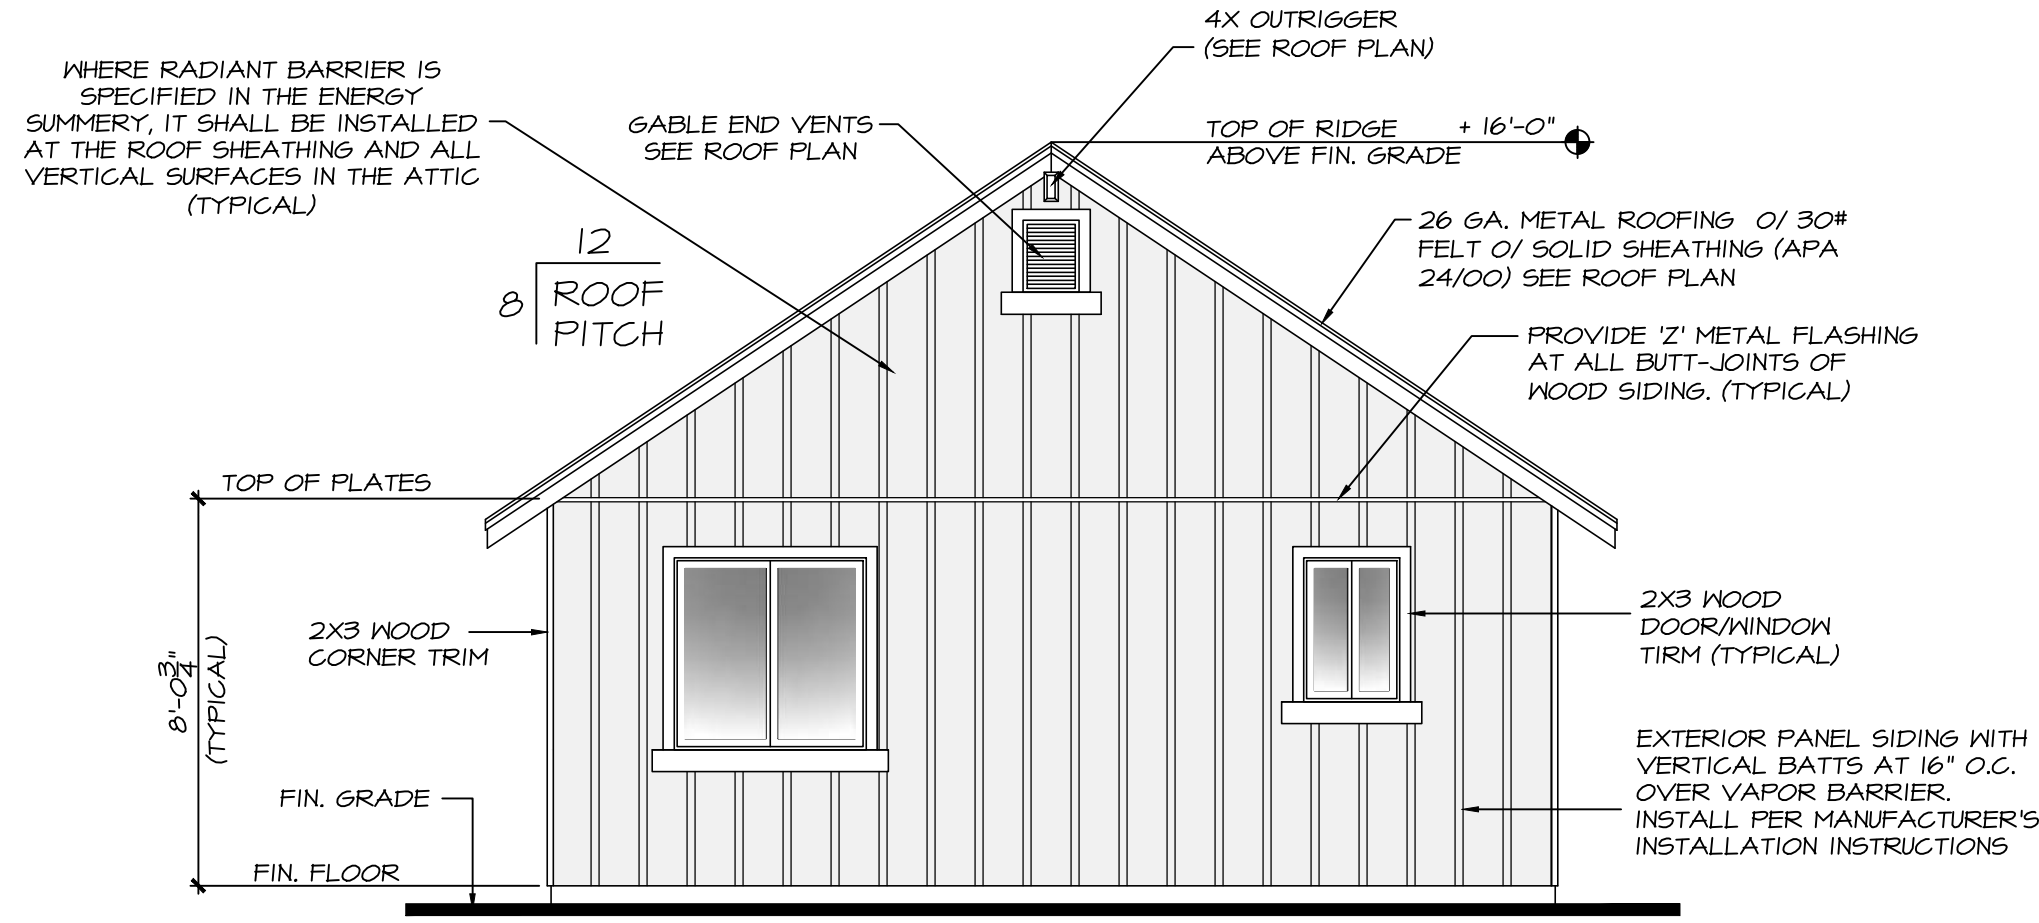 4X OUTRIGGER
(SEE ROOF PLAN)
WHERE RADIANT BARRIER IS
SPECIFIED IN THE ENERGY
SUMMERY, IT SHALL BE INSTALLED
AT THE ROOF SHEATHING AND ALL
VERTICAL SURFACES IN THE ATTIC
(TYPICAL)
GABLE END VENTS
SEE ROOF PLAN
TOP OF RIDGE + 16'-0"
ABOVE FIN. GRADE
12
8
ROOF
PITCH
26 GA. METAL ROOFING O/ 30#
FELT O/ SOLID SHEATHING (APA
24/00) SEE ROOF PLAN
PROVIDE 'Z' METAL FLASHING
AT ALL BUTT-JOINTS OF
WOOD SIDING. (TYPICAL)
TOP OF PLATES
8'-0 3/4"
(TYPICAL)
2X3 WOOD
CORNER TRIM
2X3 WOOD
DOOR/WINDOW
TIRM (TYPICAL)
EXTERIOR PANEL SIDING WITH
VERTICAL BATTS AT 16" O.C.
OVER VAPOR BARRIER.
INSTALL PER MANUFACTURER'S
INSTALLATION INSTRUCTIONS
FIN. GRADE
FIN. FLOOR